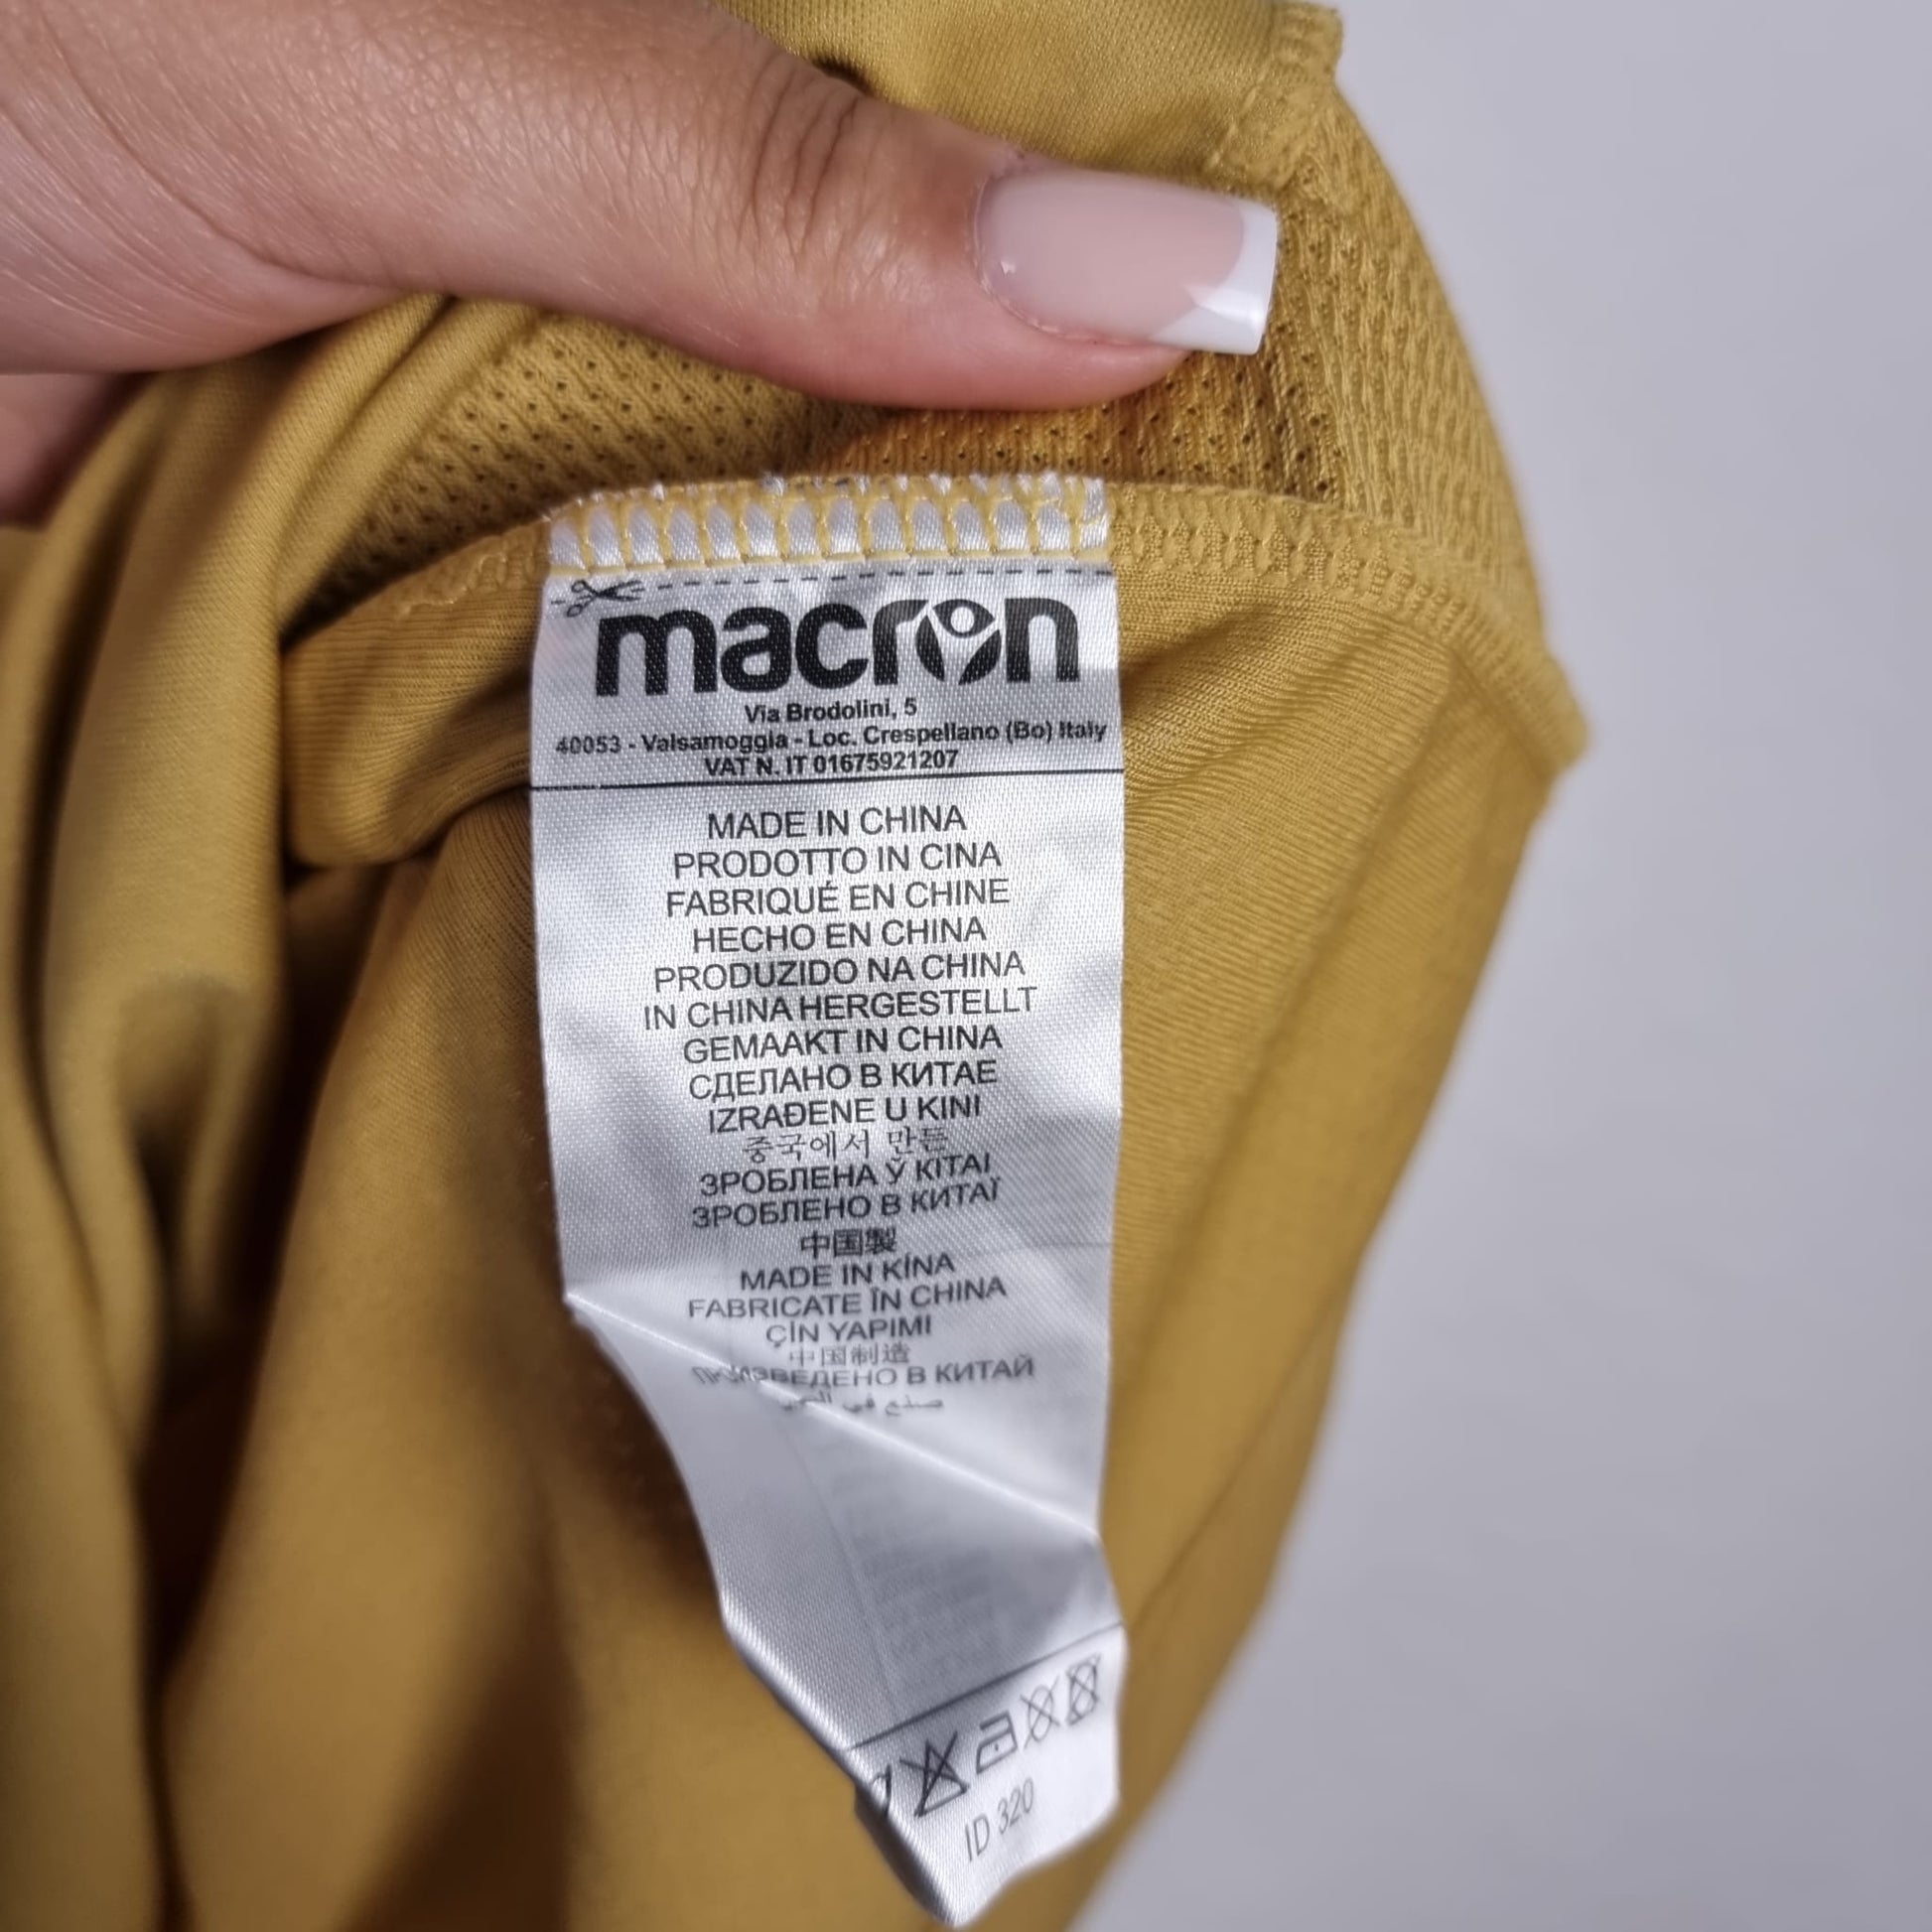 macron
Via Brodolini, 5
40053 - Valsamoggia - Loc. Crespellano (Bo) Italy
VAT N. IT 01675921207
MADE IN CHINA
PRODOTTO IN CINA
FABRIQUÉ EN CHINE
HECHO EN CHINA
PRODUZIDO NA CHINA
IN CHINA HERGESTELLT
GEMAAKT IN CHINA
СДЕЛАНО В КИТАЕ
IZRAĐENE U KINI
중국에서 만든
ЗРОБЛЕНА Ў КІТАІ
ЗРОБЛЕНО В КИТАЇ
中国製
MADE IN KÍNA
FABRICATE ÎN CHINA
ÇİN YAPIMI
中国制造
В КИТАЙ
صنع في
ID 320